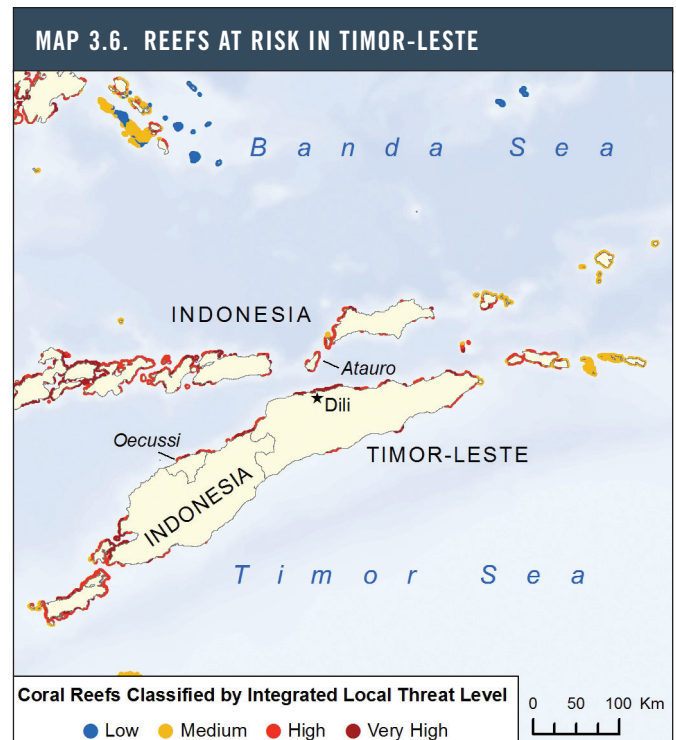 MAP 3.6. REEFS AT RISK IN TIMOR-LESTE
Banda Sea
INDONESIA
Atauro
Dili
Oecussi
TIMOR-LESTE
INDONESIA
Timor Sea
Coral Reefs Classified by Integrated Local Threat Level
Low Medium High Very High
0 50 100 Km